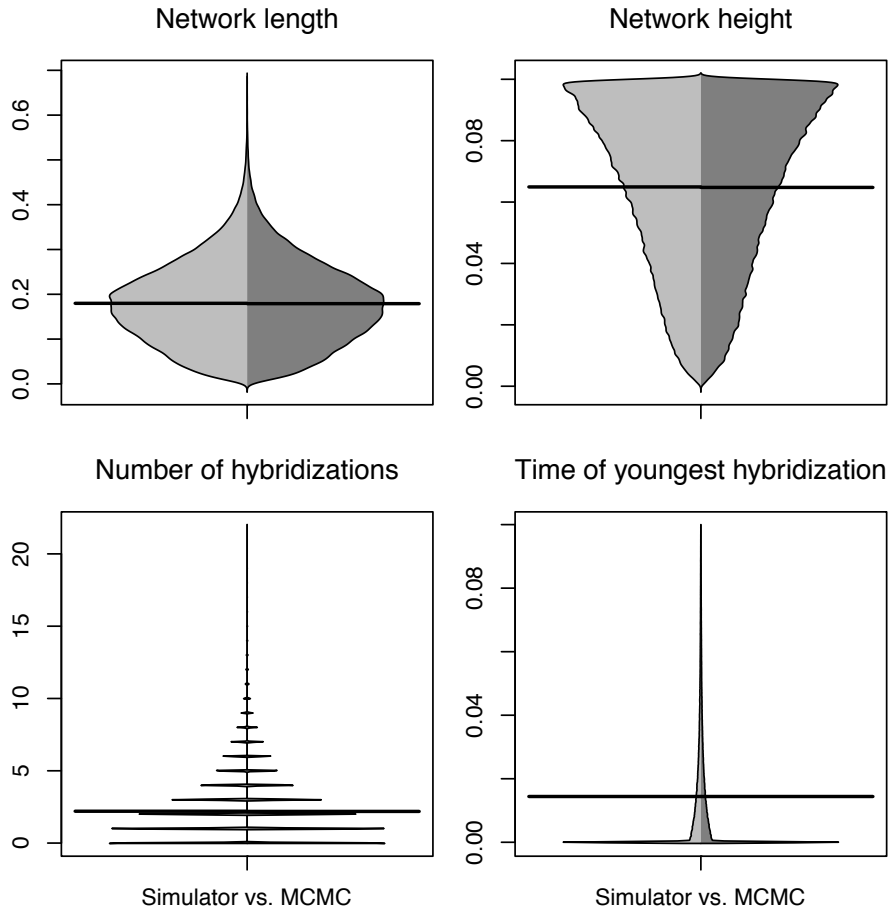 Network length
Network height
0.0 0.2 0.4 0.6
0.00 0.04 0.08
Number of hybridizations
Time of youngest hybridization
0 5 10 15 20
0.00 0.04 0.08
Simulator vs. MCMC
Simulator vs. MCMC